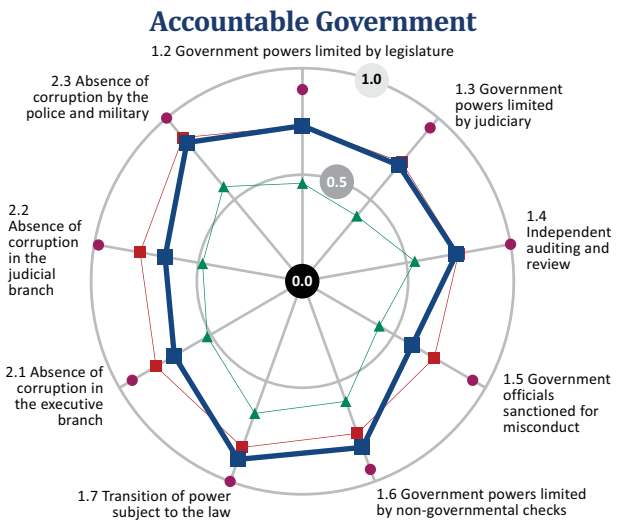 Accountable Government
1.2 Government powers limited by legislature
2.3 Absence of
corruption by the
police and military
1.0
1.3 Government
powers limited
by judiciary
0.5
2.2
Absence of
corruption
in the
judicial
branch
1.4
Independent
auditing and
review
0.0
2.1 Absence of
corruption in
the executive
branch
1.5 Government
officials
sanctioned for
misconduct
1.7 Transition of power
subject to the law
1.6 Government powers limited
by non-governmental checks